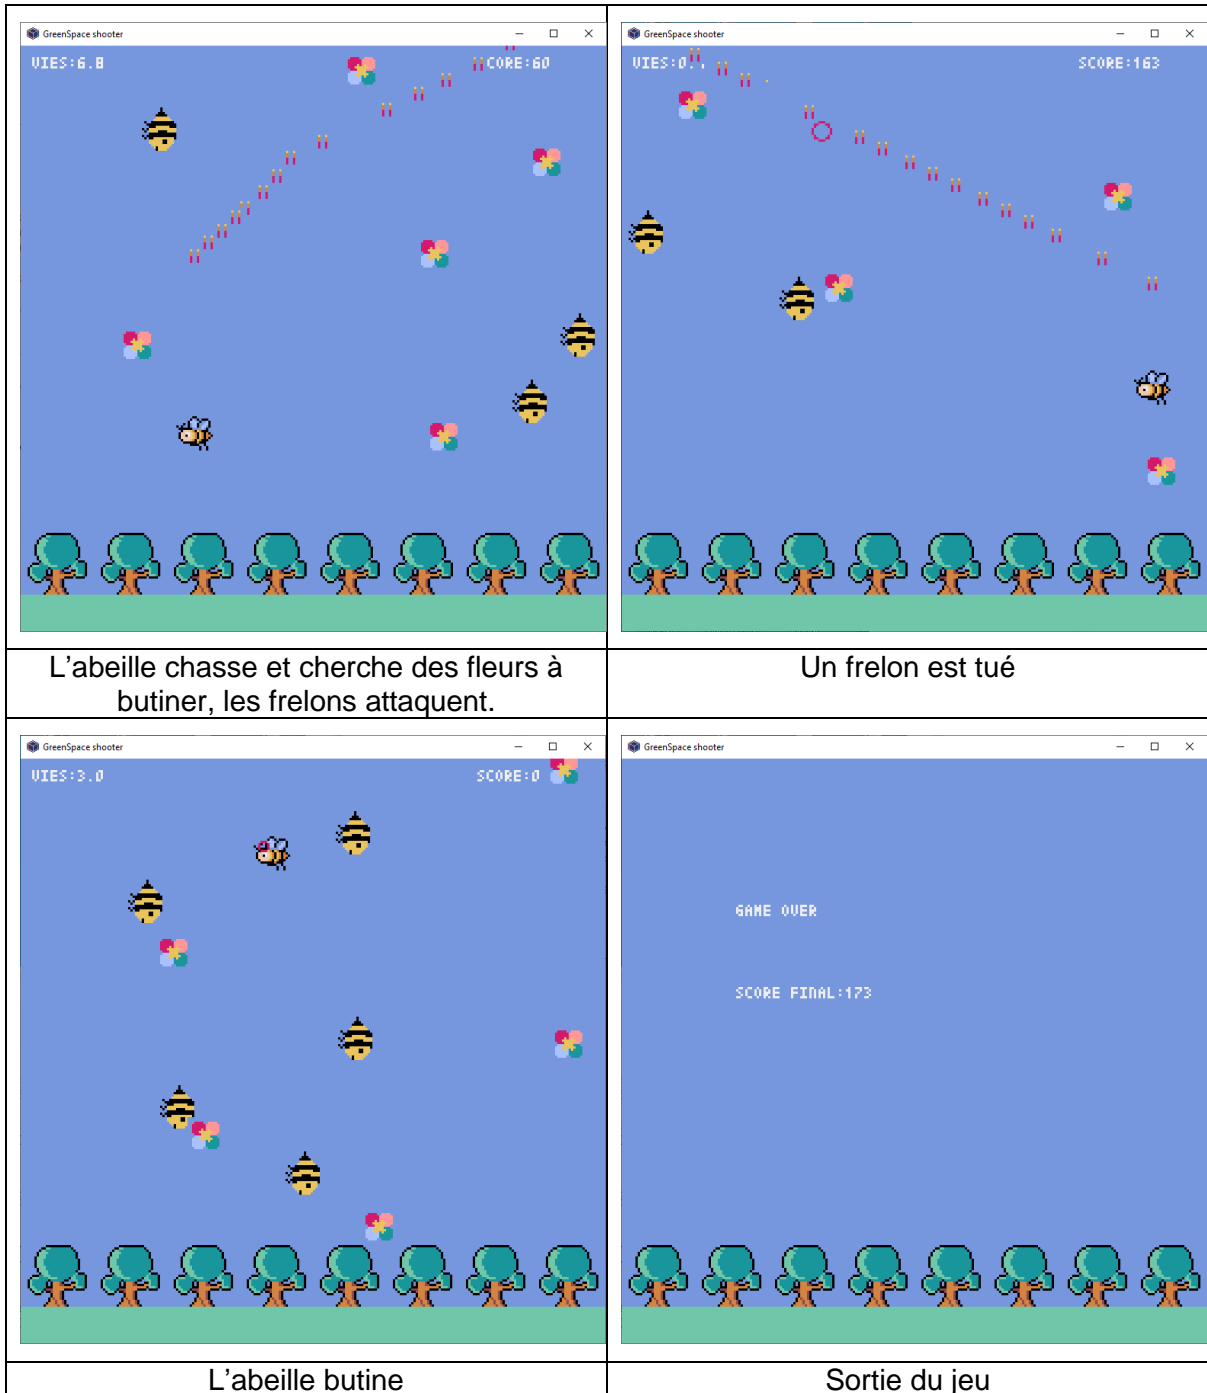 GreenSpace shooter
VIES:6.8 CORE:60
L'abeille chasse et cherche des fleurs à
butiner, les frelons attaquent.
GreenSpace shooter
VIES:0. SCORE:163
Un frelon est tué
GreenSpace shooter
VIES:3.0 SCORE:0
L'abeille butine
GreenSpace shooter
GAME OVER
SCORE FINAL:173
Sortie du jeu